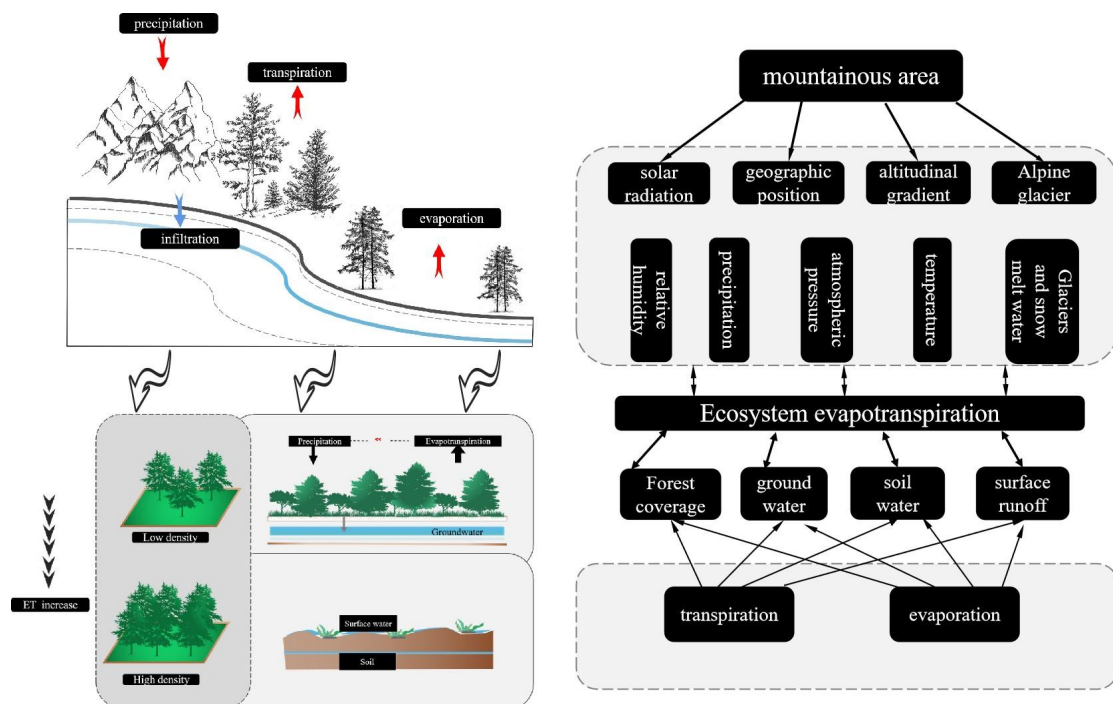 precipitation
transpiration
evaporation
infiltration
Precipitation
Evapotranspiration
Groundwater
Low density
ET increase
High density
Surface water
Soil
mountainous area
solar
radiation
geographic
position
altitudinal
gradient
Alpine
glacier
relative
humidity
precipitation
atmospheric
pressure
temperature
Glaciers
and snow
melt water
Ecosystem evapotranspiration
Forest
coverage
ground
water
soil
water
surface
runoff
transpiration
evaporation